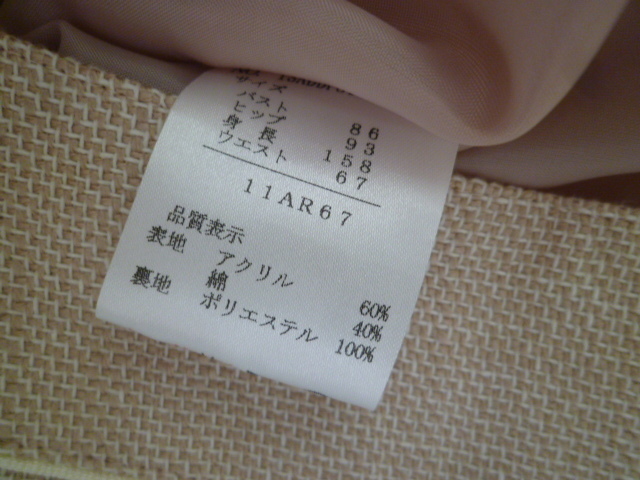 サイズ
バスト 86
ヒップ 93
身長 158
ウエスト 67
11AR67
品質表示
表地 アクリル 60%
綿 40%
裏地 ポリエステル 100%